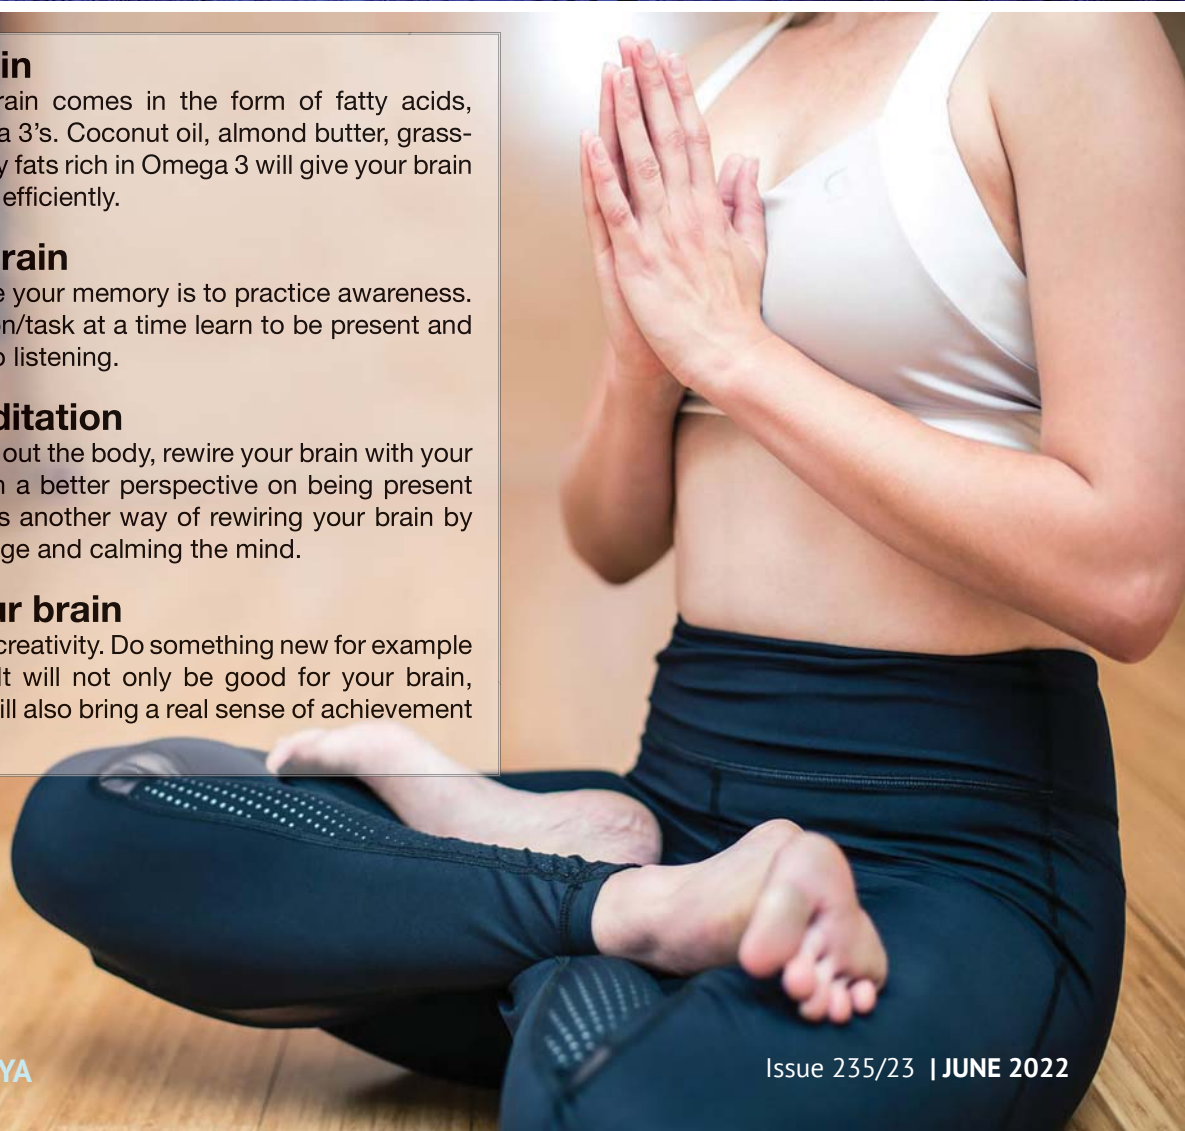 in
rain comes in the form of fatty acids,
a 3's. Coconut oil, almond butter, grass-
y fats rich in Omega 3 will give your brain
efficiently.
rain
e your memory is to practice awareness.
n/task at a time learn to be present and
o listening.
ditation
out the body, rewire your brain with your
n a better perspective on being present
s another way of rewiring your brain by
ge and calming the mind.
ur brain
creativity. Do something new for example
It will not only be good for your brain,
ill also bring a real sense of achievement
YA
Issue 235/23 | JUNE 2022